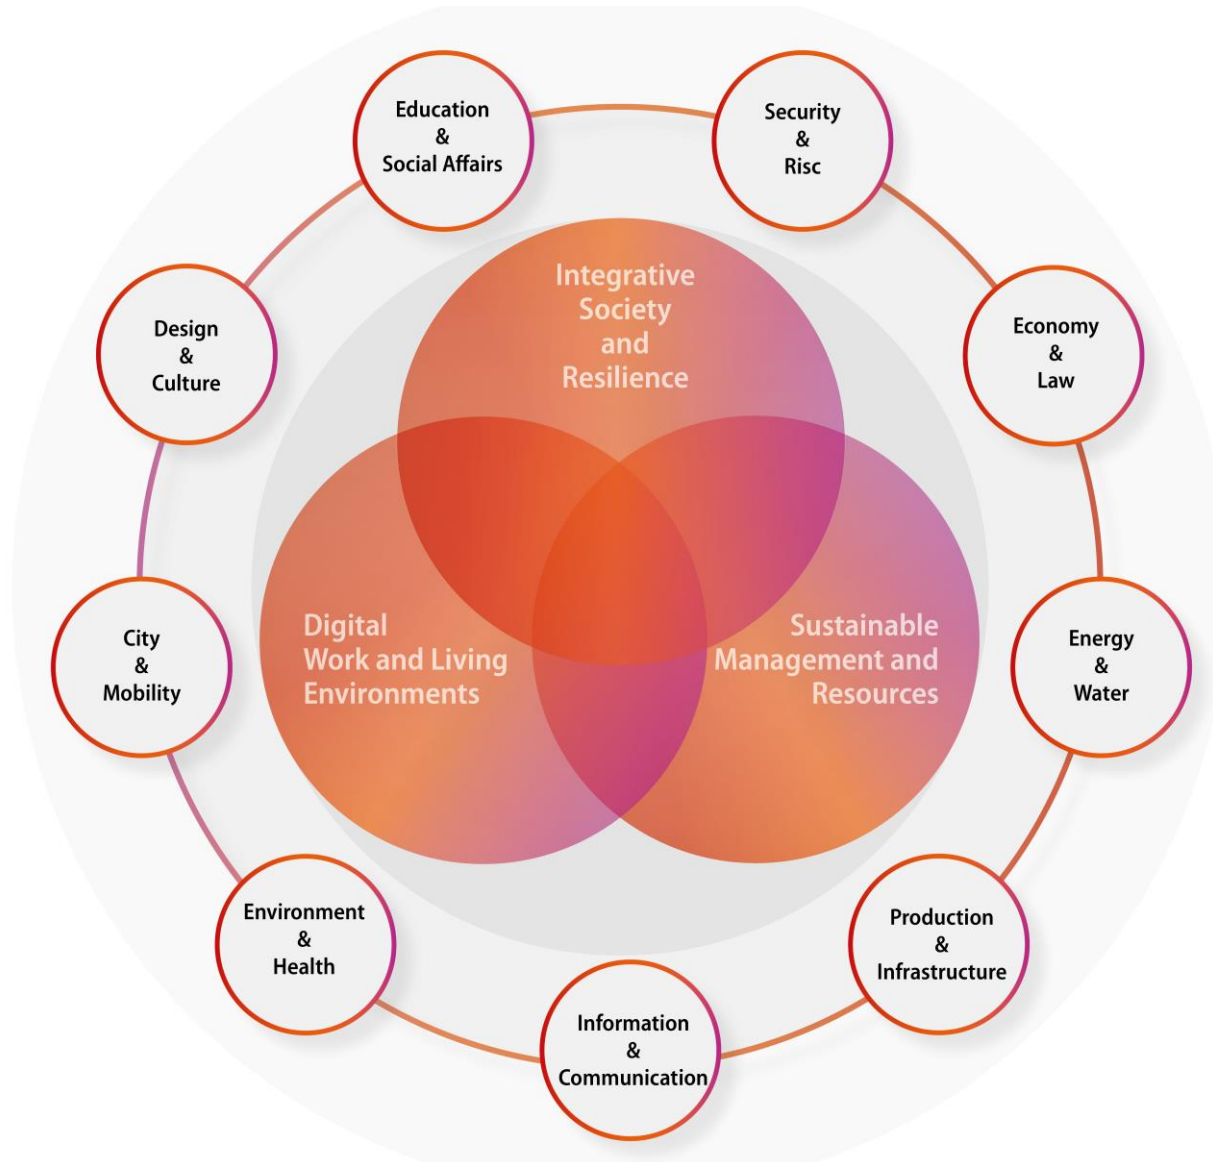 Education
&
Social Affairs
Security
&
Risc
Design
&
Culture
Integrative
Society
and
Resilience
Economy
&
Law
City
&
Mobility
Digital
Work and Living
Environments
Sustainable
Management and
Resources
Energy
&
Water
Environment
&
Health
Production
&
Infrastructure
Information
&
Communication